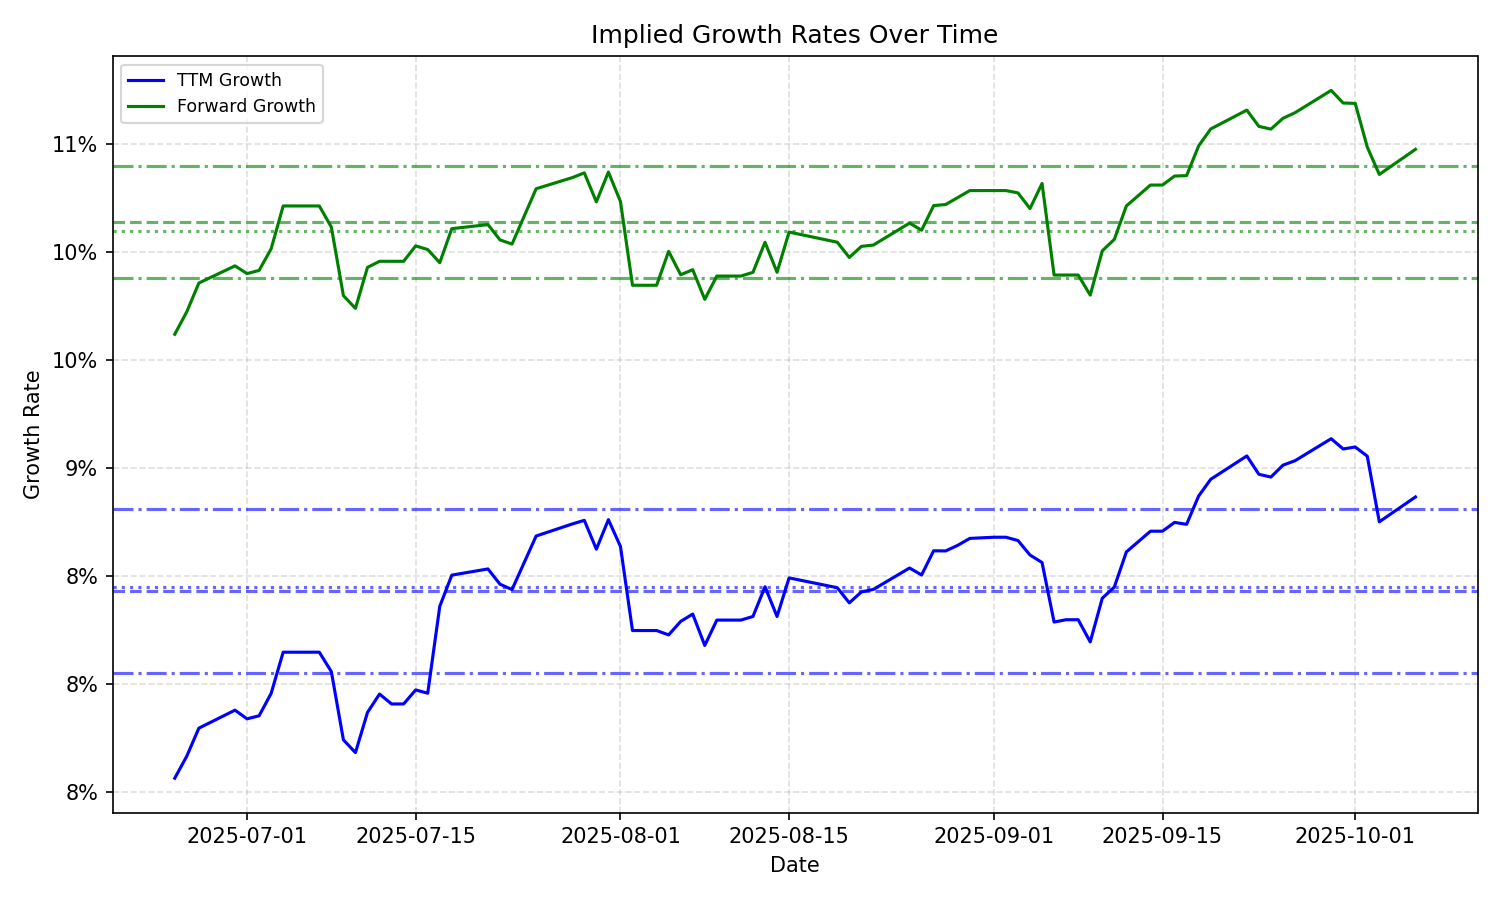 Implied Growth Rates Over Time
TTM Growth
Forward Growth
11%
10%
10%
9%
8%
8%
8%
Growth Rate
2025-07-01
2025-07-15
2025-08-01
2025-08-15
2025-09-01
2025-09-15
2025-10-01
Date